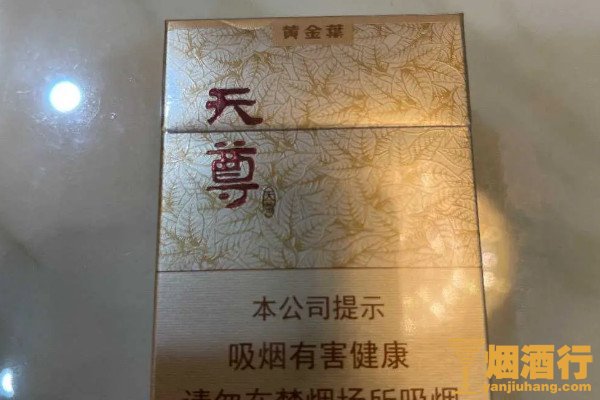 黄金葉
天
尊
本公司提示
吸烟有害健康
请勿在禁烟场所吸烟
烟酒行
yanjiuhang.com